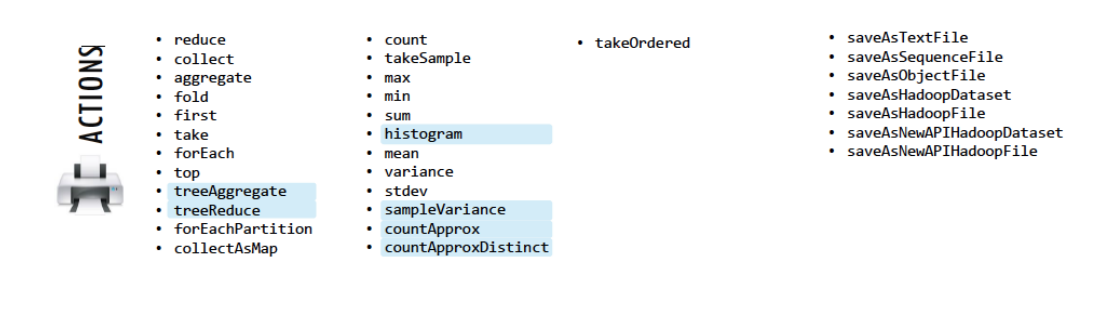 ACTIONS
• reduce
• collect
• aggregate
• fold
• first
• take
• forEach
• top
• treeAggregate
• treeReduce
• forEachPartition
• collectAsMap
• count
• takeSample
• max
• min
• sum
• histogram
• mean
• variance
• stdev
• sampleVariance
• countApprox
• countApproxDistinct
• takeOrdered
• saveAsTextFile
• saveAsSequenceFile
• saveAsObjectFile
• saveAsHadoopDataset
• saveAsHadoopFile
• saveAsNewAPIHadoopDataset
• saveAsNewAPIHadoopFile